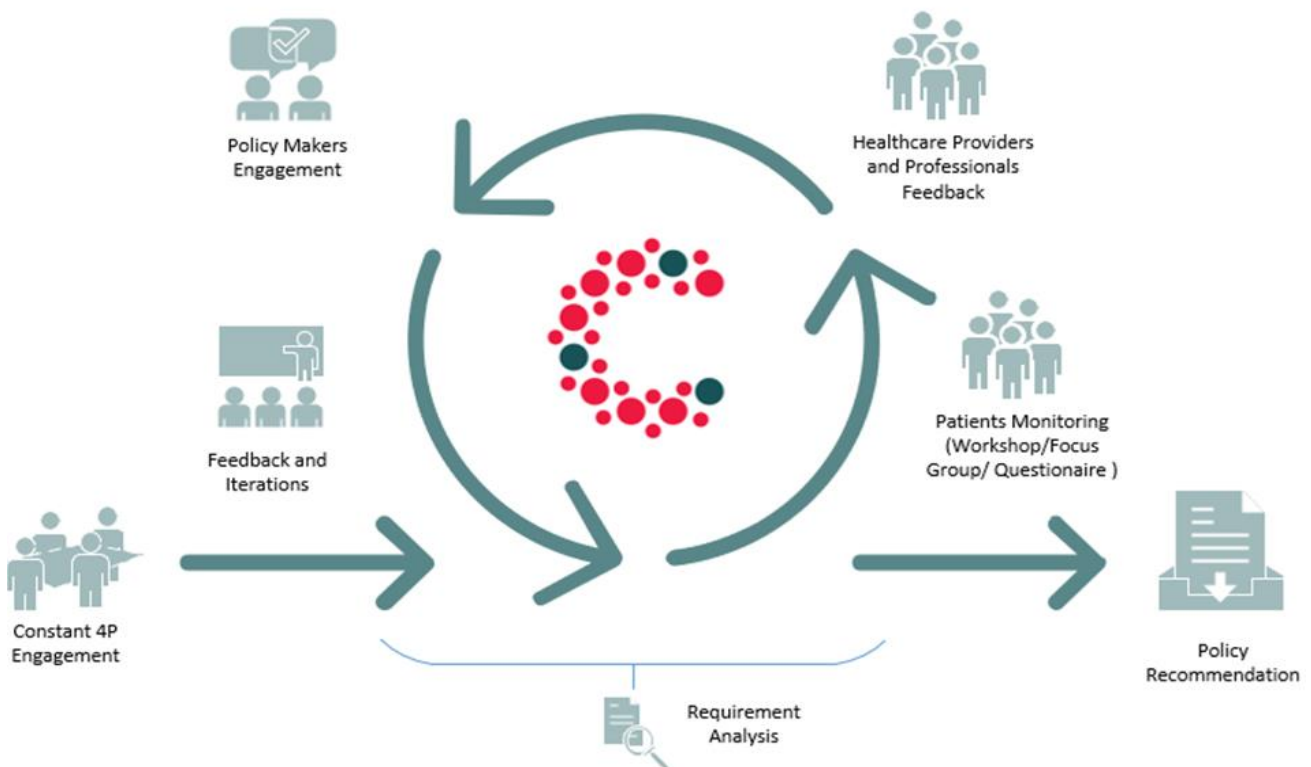 Policy Makers
Engagement
Healthcare Providers
and Professionals
Feedback
Feedback and
Iterations
Patients Monitoring
(Workshop/Focus
Group/ Questionaire )
Constant 4P
Engagement
Policy
Recommendation
Requirement
Analysis